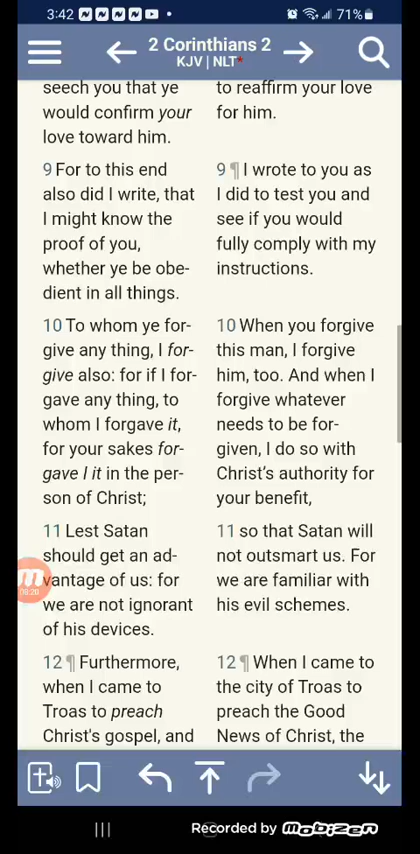 3:42
71%
2 Corinthians 2
KJV | NLT*
seech you that ye
would confirm your
love toward him.
9 For to this end
also did I write, that
I might know the
proof of you,
whether ye be obe-
dient in all things.
10 To whom ye for-
give any thing, I for-
give also: for if I for-
gave any thing, to
whom I forgave it,
for your sakes for-
gave I it in the per-
son of Christ;
11 Lest Satan
should get an ad-
vantage of us: for
we are not ignorant
of his devices.
12 ¶ Furthermore,
when I came to
Troas to preach
Christ's gospel, and
to reaffirm your love
for him.
9 ¶ I wrote to you as
I did to test you and
see if you would
fully comply with my
instructions.
10 When you forgive
this man, I forgive
him, too. And when I
forgive whatever
needs to be for-
given, I do so with
Christ’s authority for
your benefit,
11 so that Satan will
not outsmart us. For
we are familiar with
his evil schemes.
12 ¶ When I came to
the city of Troas to
preach the Good
News of Christ, the
Recorded by mobizen